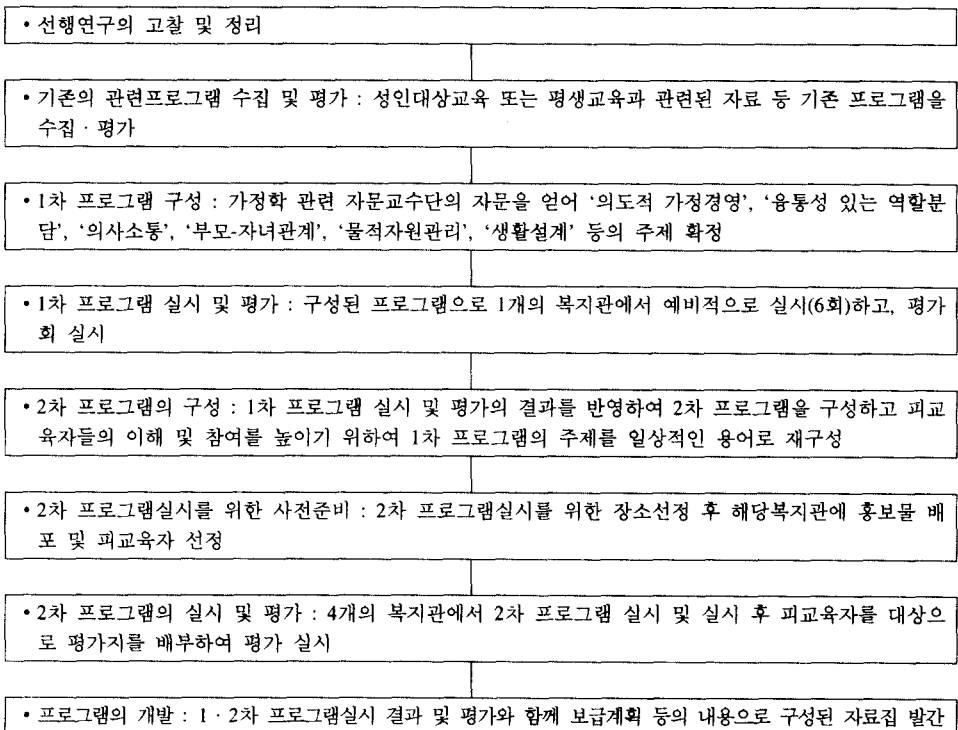 • 선행연구의 고찰 및 정리
• 기존의 관련프로그램 수집 및 평가 : 성인대상교육 또는 평생교육과 관련된 자료 등 기존 프로그램을
수집 · 평가
• 1차 프로그램 구성 : 가정학 관련 자문교수단의 자문을 얻어 '의도적 가정경영', '융통성 있는 역할분
담', '의사소통', '부모-자녀관계', '물적자원관리', '생활설계' 등의 주제 확정
• 1차 프로그램 실시 및 평가 : 구성된 프로그램으로 1개의 복지관에서 예비적으로 실시(6회)하고, 평가
회 실시
• 2차 프로그램의 구성 : 1차 프로그램 실시 및 평가의 결과를 반영하여 2차 프로그램을 구성하고 피교
육자들의 이해 및 참여를 높이기 위하여 1차 프로그램의 주제를 일상적인 용어로 재구성
• 2차 프로그램실시를 위한 사전준비 : 2차 프로그램실시를 위한 장소선정 후 해당복지관에 홍보물 배
포 및 피교육자 선정
• 2차 프로그램의 실시 및 평가 : 4개의 복지관에서 2차 프로그램 실시 및 실시 후 피교육자를 대상으
로 평가지를 배부하여 평가 실시
• 프로그램의 개발 : 1 · 2차 프로그램실시 결과 및 평가와 함께 보급계획 등의 내용으로 구성된 자료집 발간